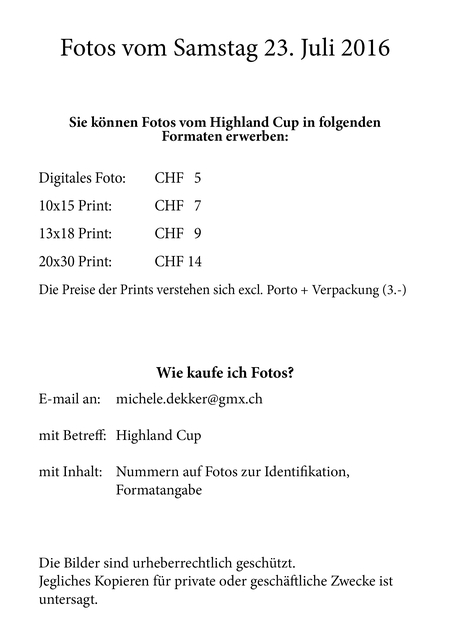 Fotos vom Samstag 23. Juli 2016
Sie können Fotos vom Highland Cup in folgenden
Formaten erwerben:
Digitales Foto: CHF 5
10x15 Print: CHF 7
13x18 Print: CHF 9
20x30 Print: CHF 14
Die Preise der Prints verstehen sich excl. Porto + Verpackung (3.-)
Wie kaufe ich Fotos?
E-mail an: michele.dekker@gmx.ch
mit Betreff: Highland Cup
mit Inhalt: Nummern auf Fotos zur Identifikation,
Formatangabe
Die Bilder sind urheberrechtlich geschützt.
Jegliches Kopieren für private oder geschäftliche Zwecke ist
untersagt.